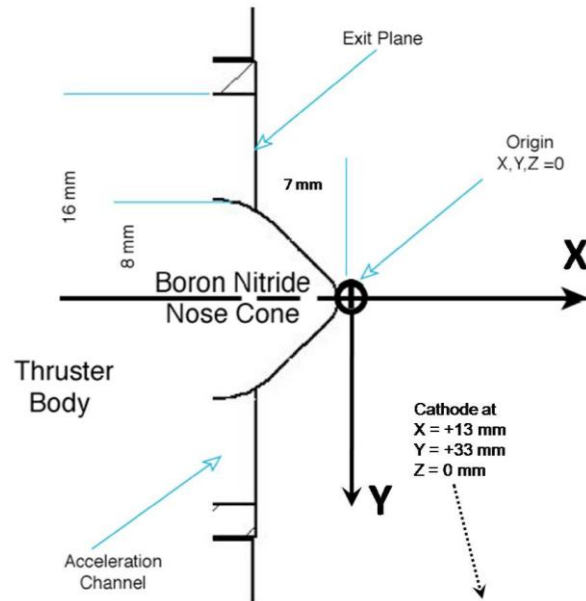 Exit Plane
Origin
X,Y,Z =0
7 mm
16 mm
8 mm
X
Boron Nitride
Nose Cone
Thruster
Body
Cathode at
X = +13 mm
Y = +33 mm
Z = 0 mm
Y
Acceleration
Channel